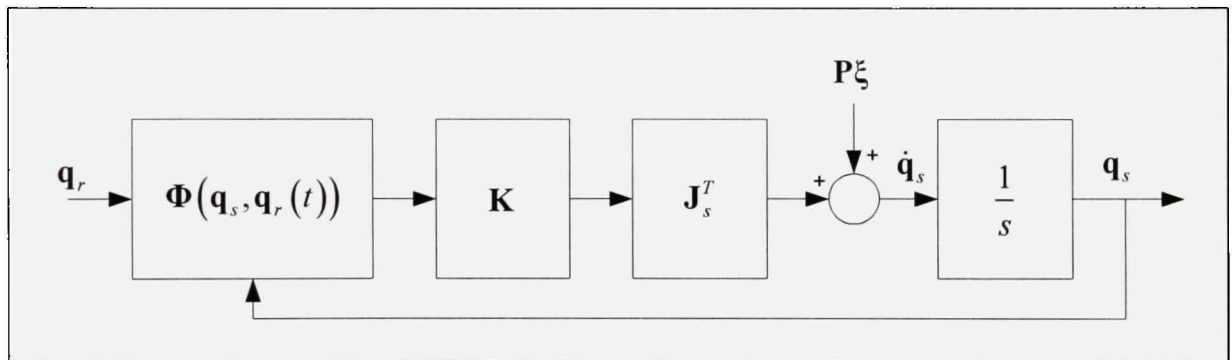 Pξ
+
q_r
Φ(q_s, q_r(t))
K
J_s^T
+
q̇_s
1
s
q_s